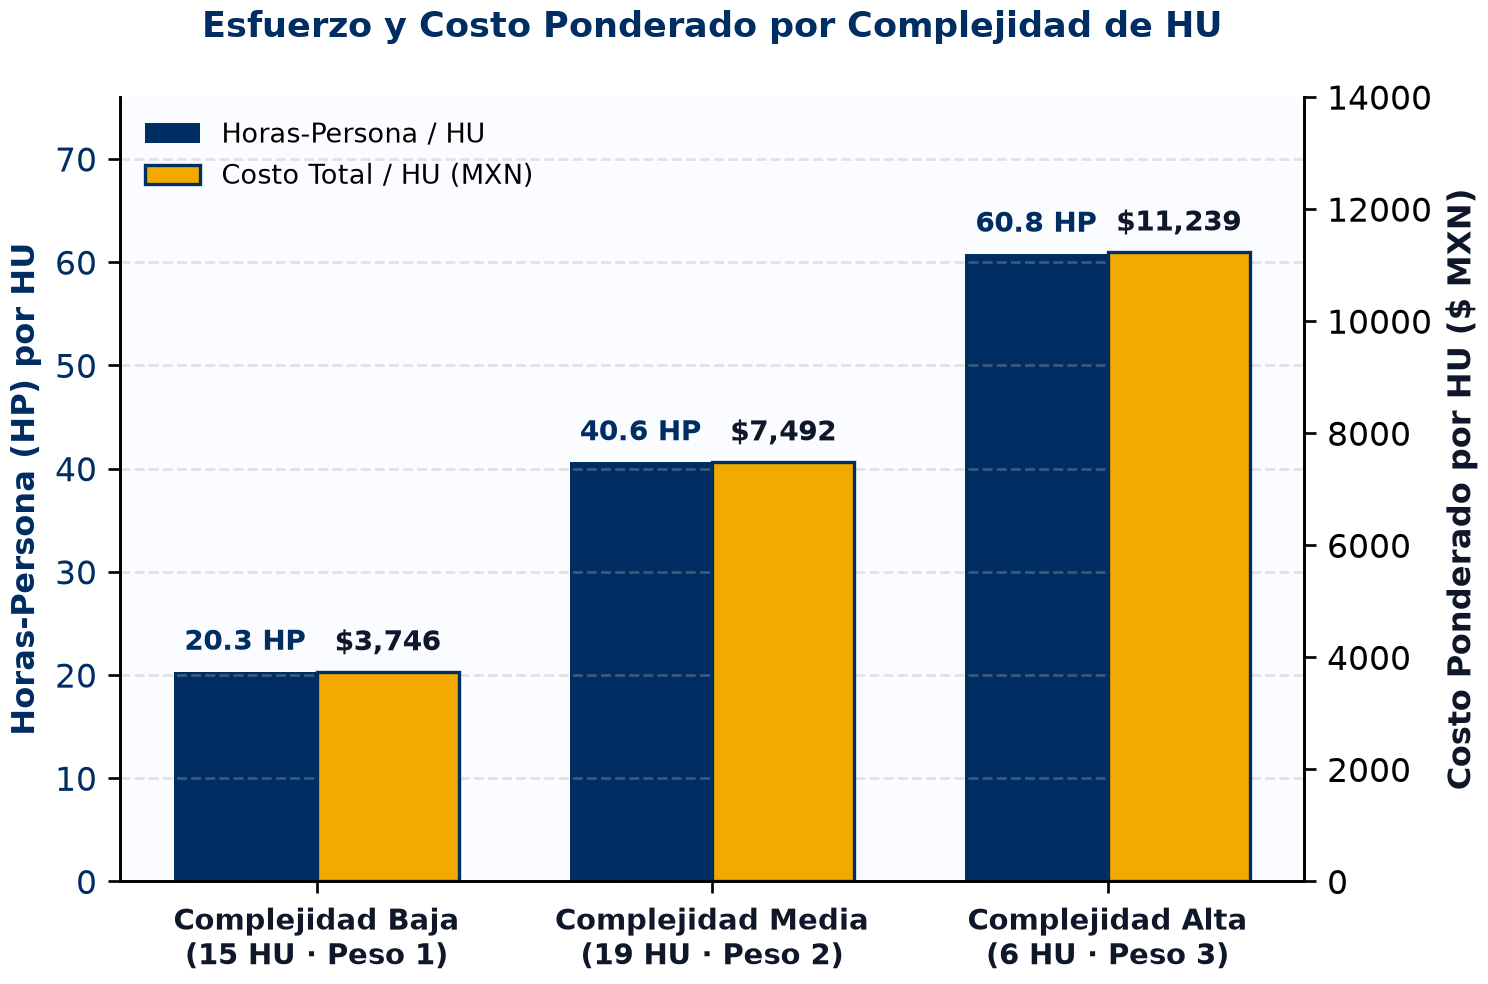 Esfuerzo y Costo Ponderado por Complejidad de HU
Horas-Persona / HU
Costo Total / HU (MXN)
Horas-Persona (HP) por HU
70
60
50
40
30
20
10
0
20.3 HP
$3,746
40.6 HP
$7,492
60.8 HP
$11,239
14000
12000
10000
8000
6000
4000
2000
0
Costo Ponderado por HU ($ MXN)
Complejidad Baja
(15 HU · Peso 1)
Complejidad Media
(19 HU · Peso 2)
Complejidad Alta
(6 HU · Peso 3)